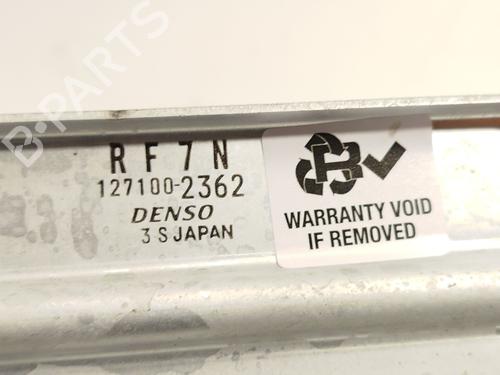 B-PARTS
RF7N
127100-2362
DENSO
3 S JAPAN
B
WARRANTY VOID
IF REMOVED